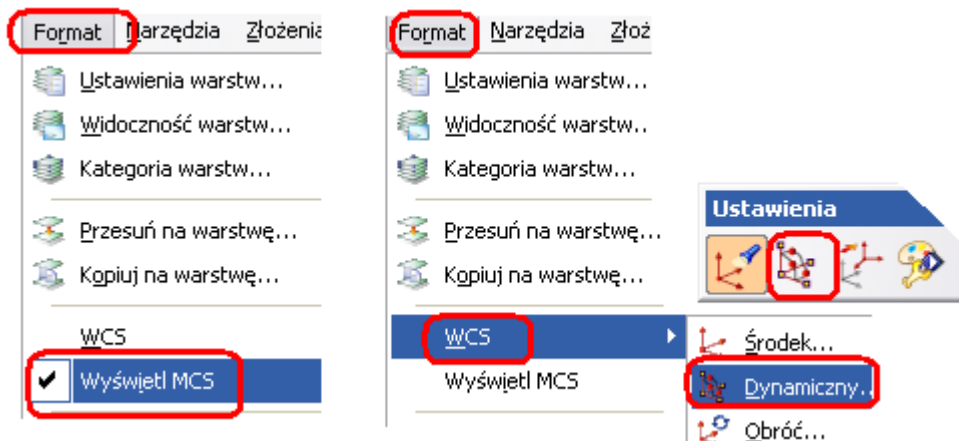 Format Narzędzia Złożenia
Ustawienia warstw...
Widoczność warstw...
Kategoria warstw...
Przesuń na warstwę...
Kopiuj na warstwę...
WCS
Wyświetl MCS
Format Narzędzia Złoż
Ustawienia warstw...
Widoczność warstw..
Kategoria warstw...
Przesuń na warstwę...
Kopiuj na warstwę...
WCS
Wyświetl MCS
Ustawienia
Środek...
Dynamiczny..
Obróć...